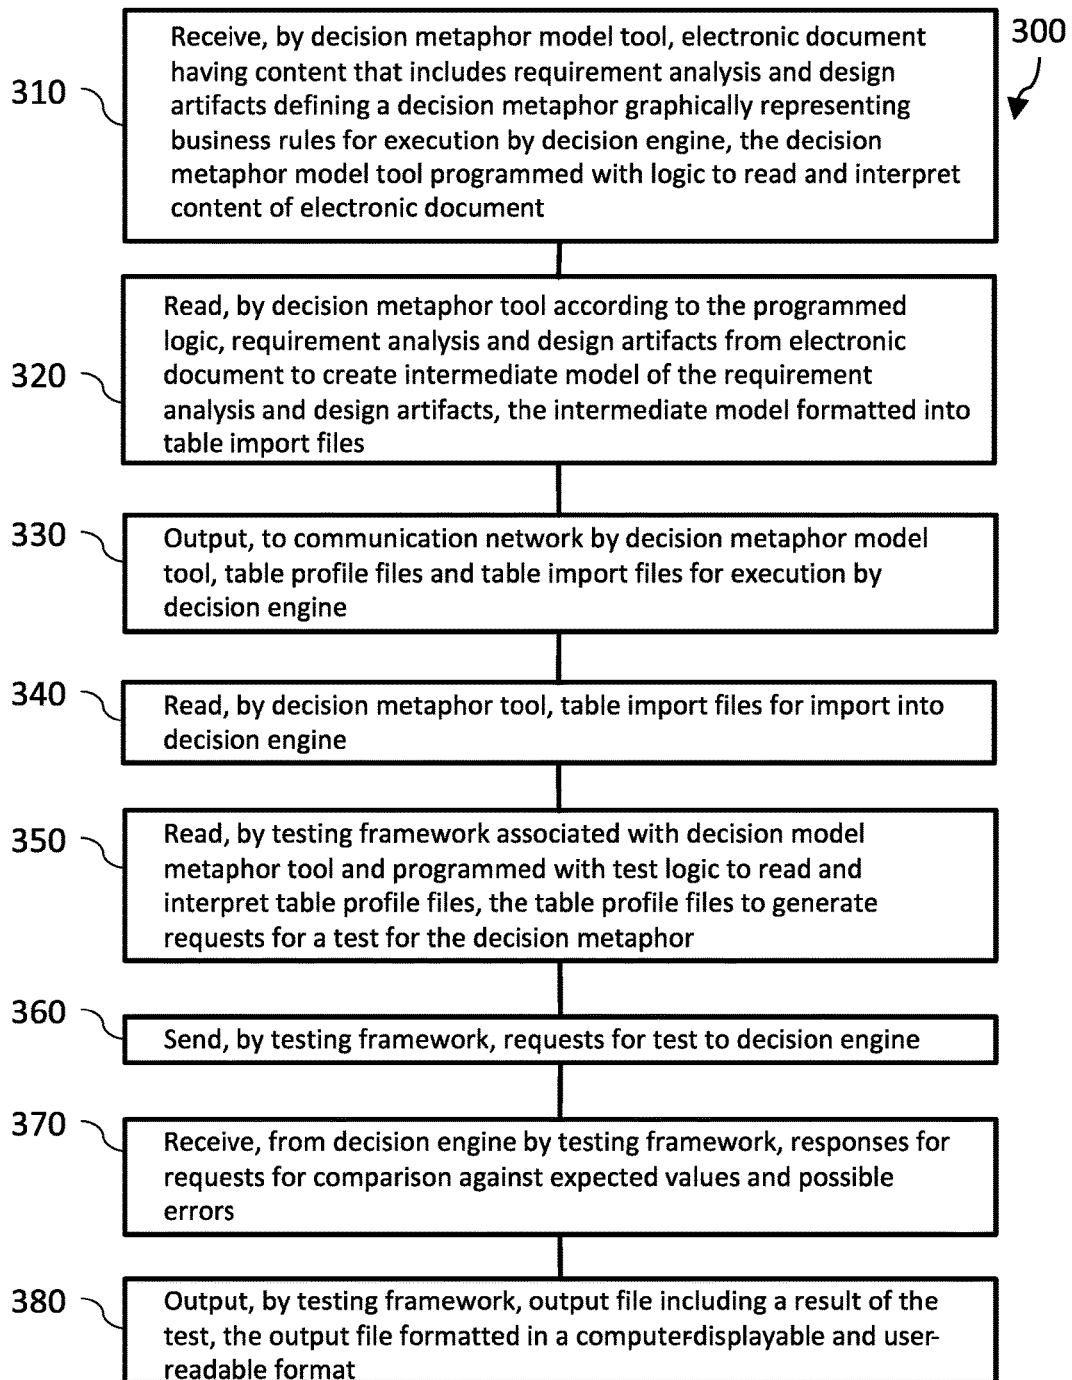 300
310
Receive, by decision metaphor model tool, electronic document
having content that includes requirement analysis and design
artifacts defining a decision metaphor graphically representing
business rules for execution by decision engine, the decision
metaphor model tool programmed with logic to read and interpret
content of electronic document
320
Read, by decision metaphor tool according to the programmed
logic, requirement analysis and design artifacts from electronic
document to create intermediate model of the requirement
analysis and design artifacts, the intermediate model formatted into
table import files
330
Output, to communication network by decision metaphor model
tool, table profile files and table import files for execution by
decision engine
340
Read, by decision metaphor tool, table import files for import into
decision engine
350
Read, by testing framework associated with decision model
metaphor tool and programmed with test logic to read and
interpret table profile files, the table profile files to generate
requests for a test for the decision metaphor
360
Send, by testing framework, requests for test to decision engine
370
Receive, from decision engine by testing framework, responses for
requests for comparison against expected values and possible
errors
380
Output, by testing framework, output file including a result of the
test, the output file formatted in a computer-displayable and user-
readable format